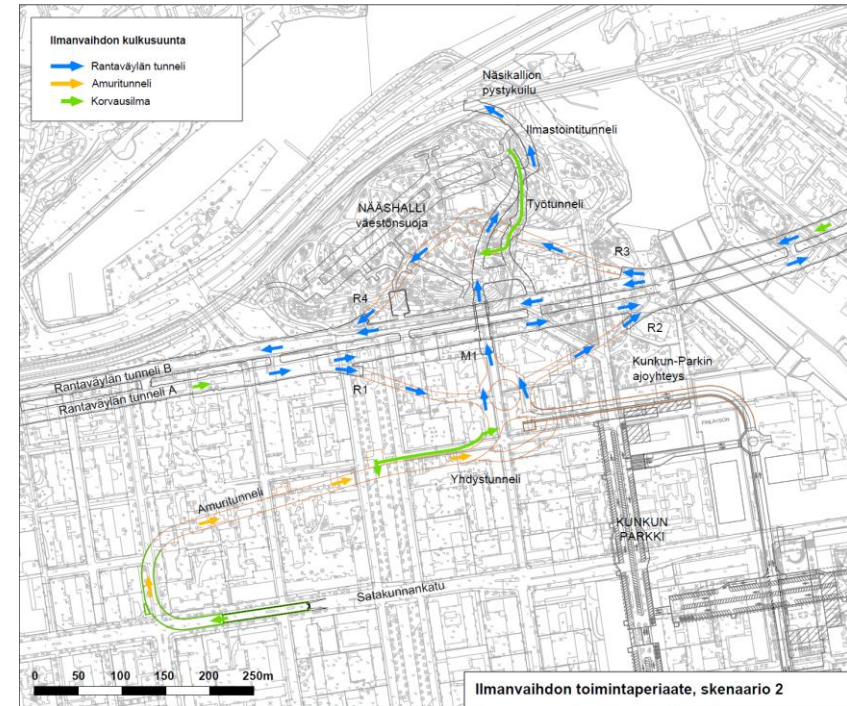 Ilmanvaihdon kulkusuunta
Rantaväylän tunneli
Amuritunneli
Korvausilma
Näsikallion
pystykuilu
Ilmastointitunneli
Työtunneli
NÄÄSHALLI
väestönsuoja
R3
R4
R2
M1
Kunkun-Parkin
ajoyhteys
Rantaväylän tunneli B
Rantaväylän tunneli A
R1
FINLAYSON
Yhdystunneli
Amuritunneli
KUNKUN
PARKKI
Satakunnankatu
0 50 100 150 200 250m
Ilmanvaihdon toimintaperiaate, skenaario 2